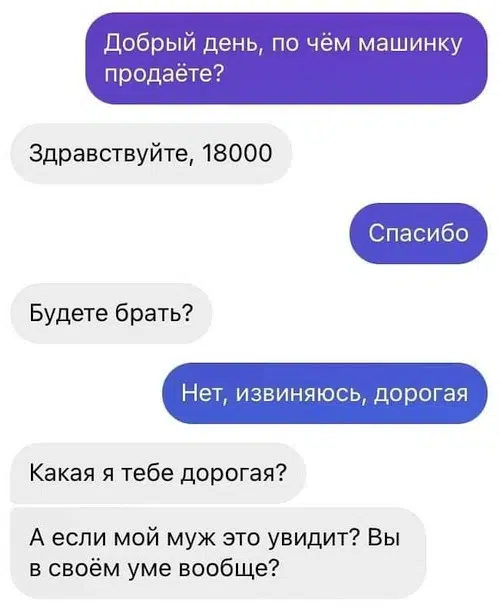 Добрый день, по чём машинку
продаёте?
Здравствуйте, 18000
Спасибо
Будете брать?
Нет, извиняюсь, дорогая
Какая я тебе дорогая?
А если мой муж это увидит? Вы
в своём уме вообще?